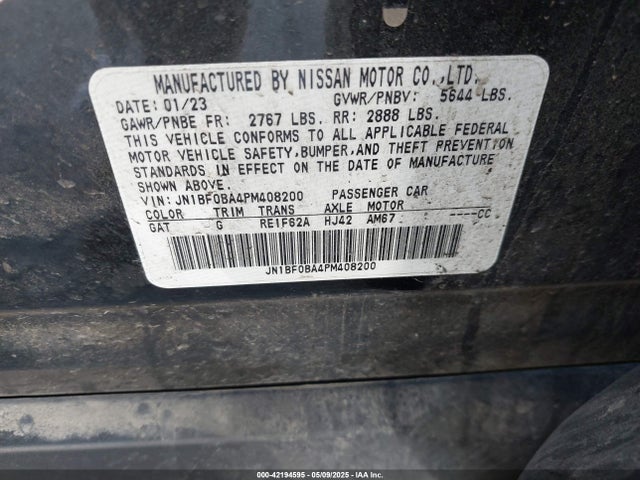 MANUFACTURED BY NISSAN MOTOR CO.,LTD.
DATE: 01/23 GVWR/PNBV: 5644 LBS.
GAWR/PNBE FR: 2767 LBS. RR: 2888 LBS.
THIS VEHICLE CONFORMS TO ALL APPLICABLE FEDERAL
MOTOR VEHICLE SAFETY,BUMPER,AND THEFT PREVENTION
STANDARDS IN EFFECT ON THE DATE OF MANUFACTURE
SHOWN ABOVE.
VIN: JN1BF0BA4PM408200 PASSENGER CAR
COLOR TRIM TRANS AXLE MOTOR
GAT G RE1F62A HJ42 AM67 : ----CC
JN1BF0BA4PM408200
000-42194595 - 05/09/2025 - IAA Inc.